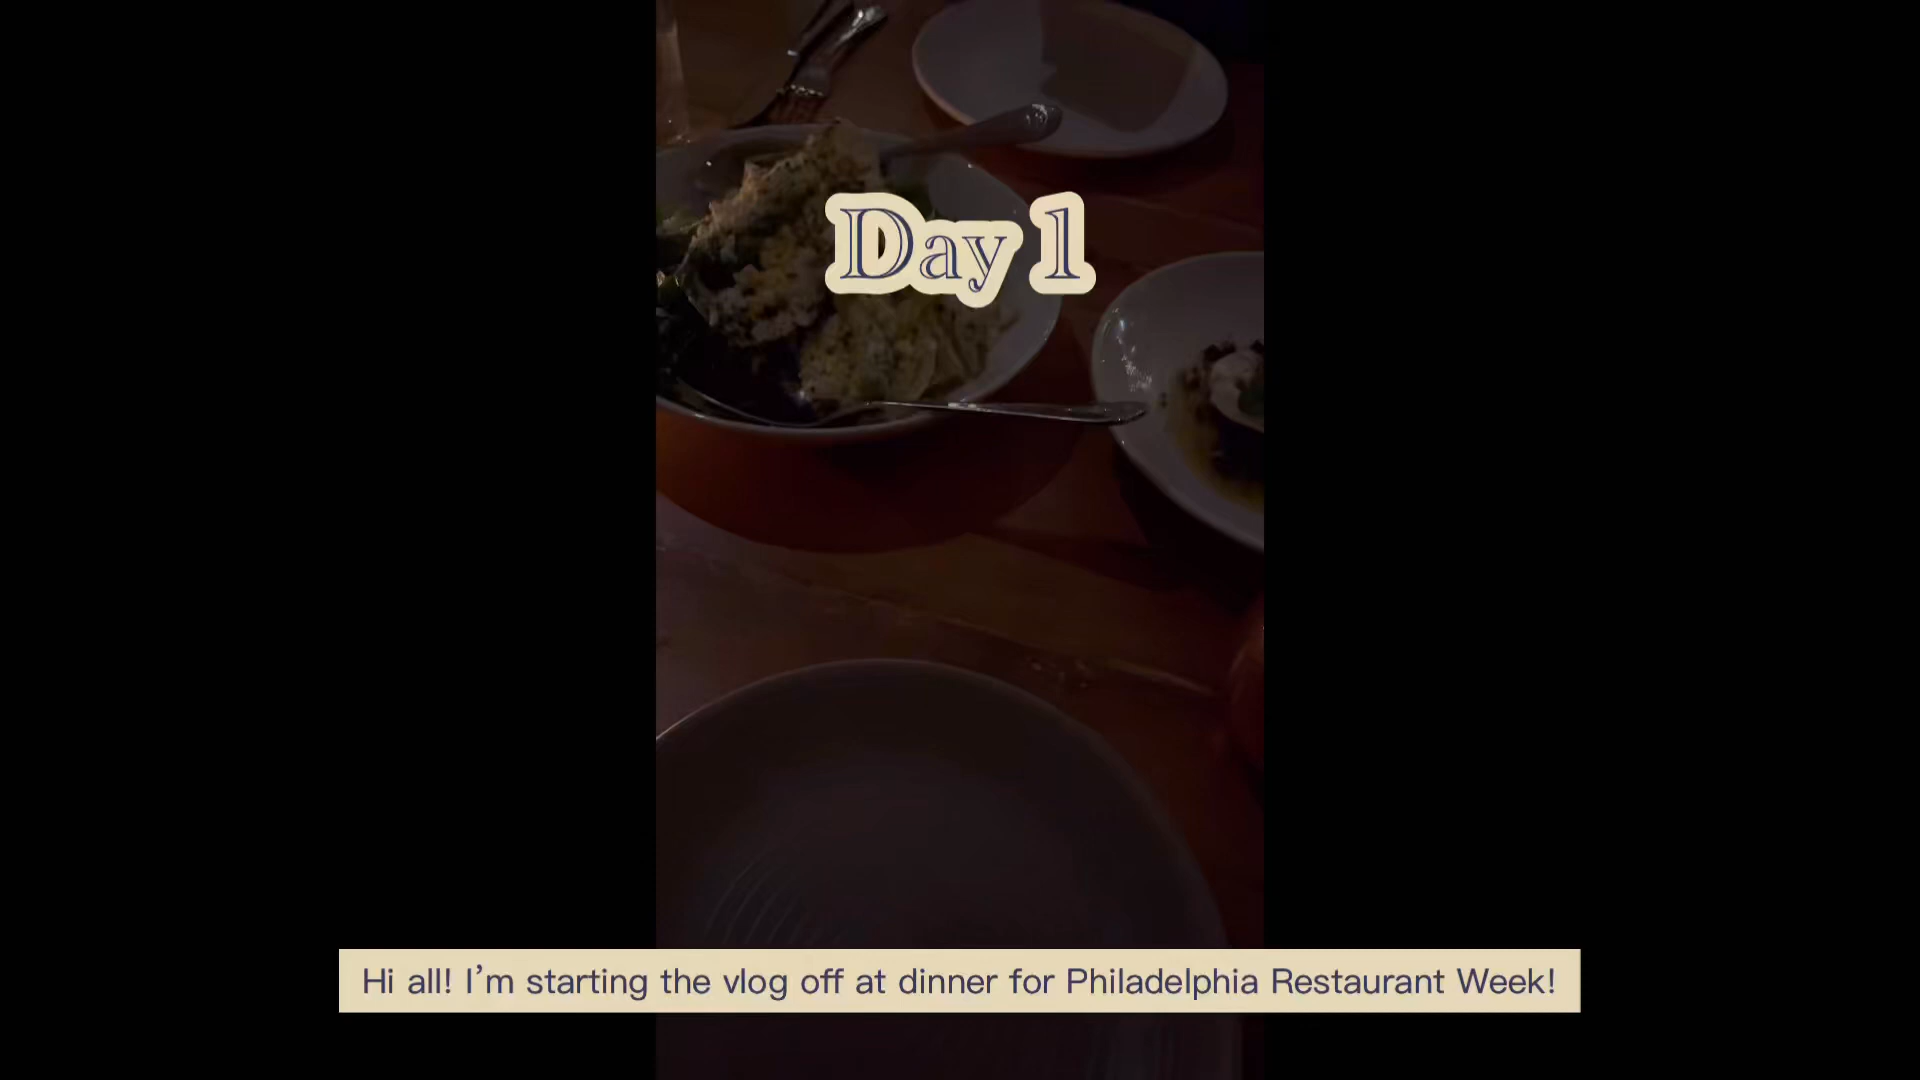 Day 1
Hi all! I’m starting the vlog off at dinner for Philadelphia Restaurant Week!